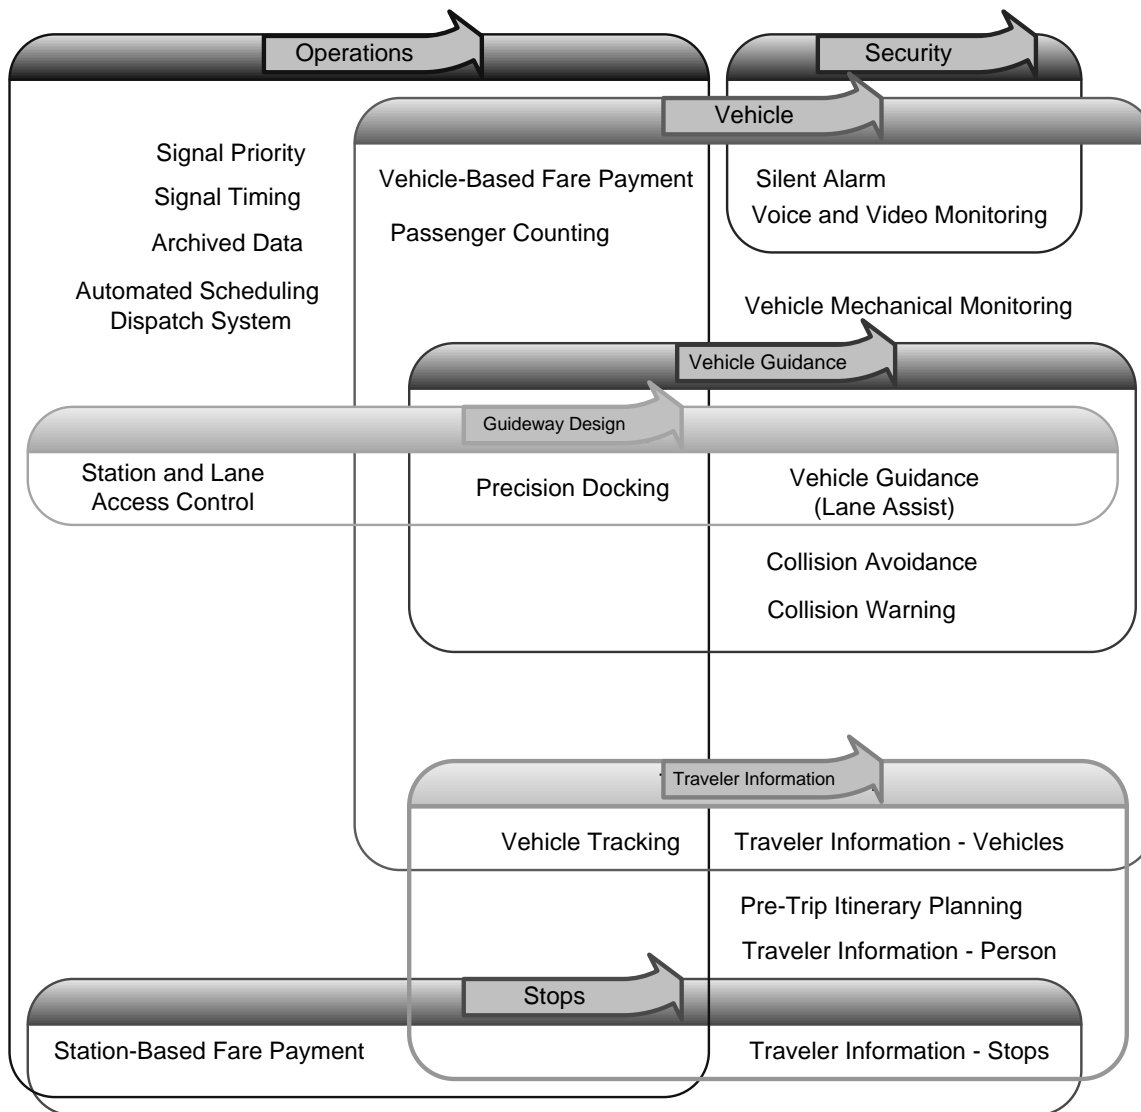 Operations
Security
Vehicle
Signal Priority
Vehicle-Based Fare Payment
Silent Alarm
Signal Timing
Voice and Video Monitoring
Archived Data
Passenger Counting
Automated Scheduling
Dispatch System
Vehicle Mechanical Monitoring
Vehicle Guidance
Guideway Design
Station and Lane
Access Control
Precision Docking
Vehicle Guidance
(Lane Assist)
Collision Avoidance
Collision Warning
Traveler Information
Vehicle Tracking
Traveler Information - Vehicles
Pre-Trip Itinerary Planning
Traveler Information - Person
Stops
Station-Based Fare Payment
Traveler Information - Stops